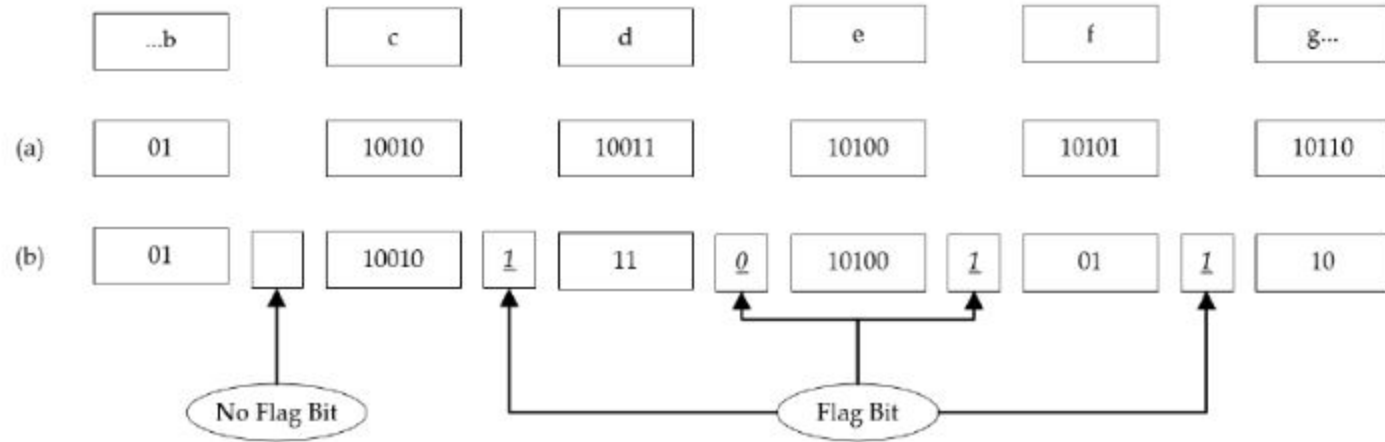 ...b c d e f g...
(a) 01 10010 10011 10100 10101 10110
(b) 01 10010 1 11 0 10100 1 01 1 10
No Flag Bit Flag Bit